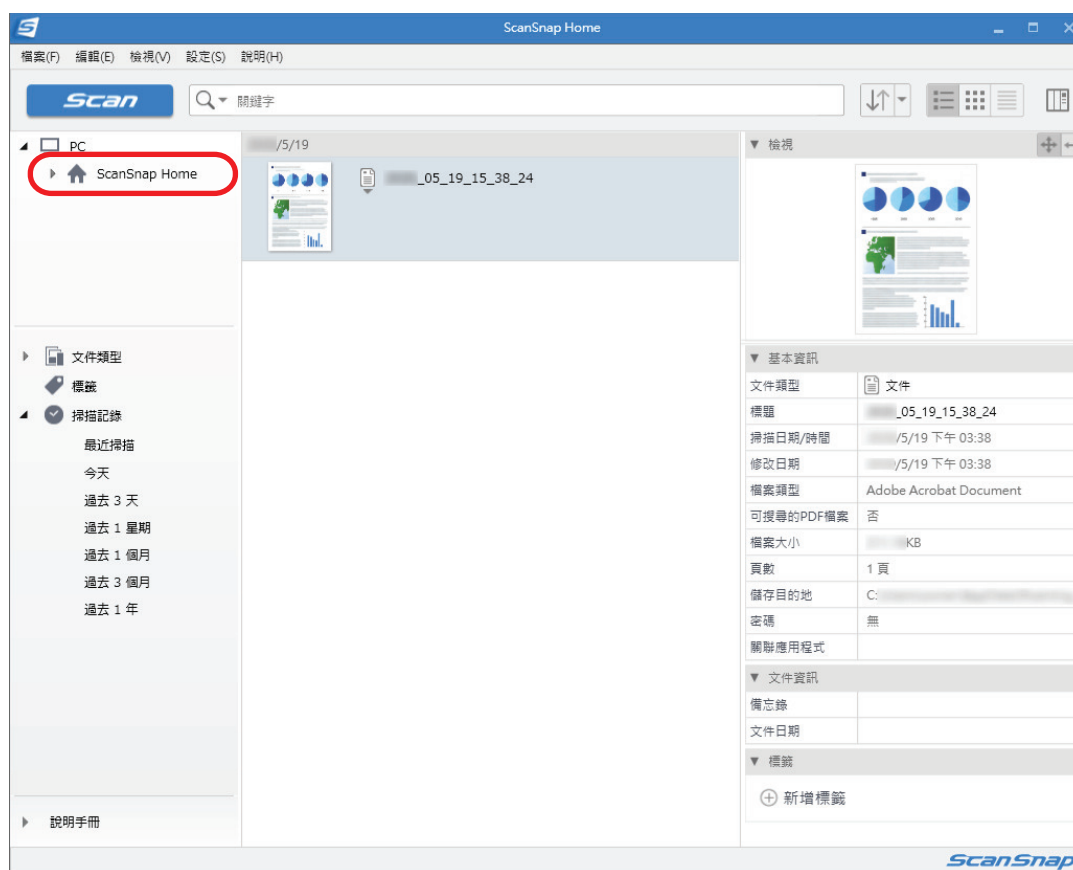 ScanSnap Home
檔案(F) 編輯(E) 檢視(V) 設定(S) 說明(H)
Scan
關鍵字
PC
ScanSnap Home
/5/19
_05_19_15_38_24
文件類型
標籤
掃描記錄
最近掃描
今天
過去 3 天
過去 1 星期
過去 1 個月
過去 3 個月
過去 1 年
說明手冊
檢視
基本資訊
文件類型 文件
標題 _05_19_15_38_24
掃描日期/時間 /5/19 下午 03:38
修改日期 /5/19 下午 03:38
檔案類型 Adobe Acrobat Document
可搜尋的PDF檔案 否
檔案大小 KB
頁數 1 頁
儲存目的地 C:
密碼 無
關聯應用程式
文件資訊
備忘錄
文件日期
標籤
新增標籤
ScanSnap